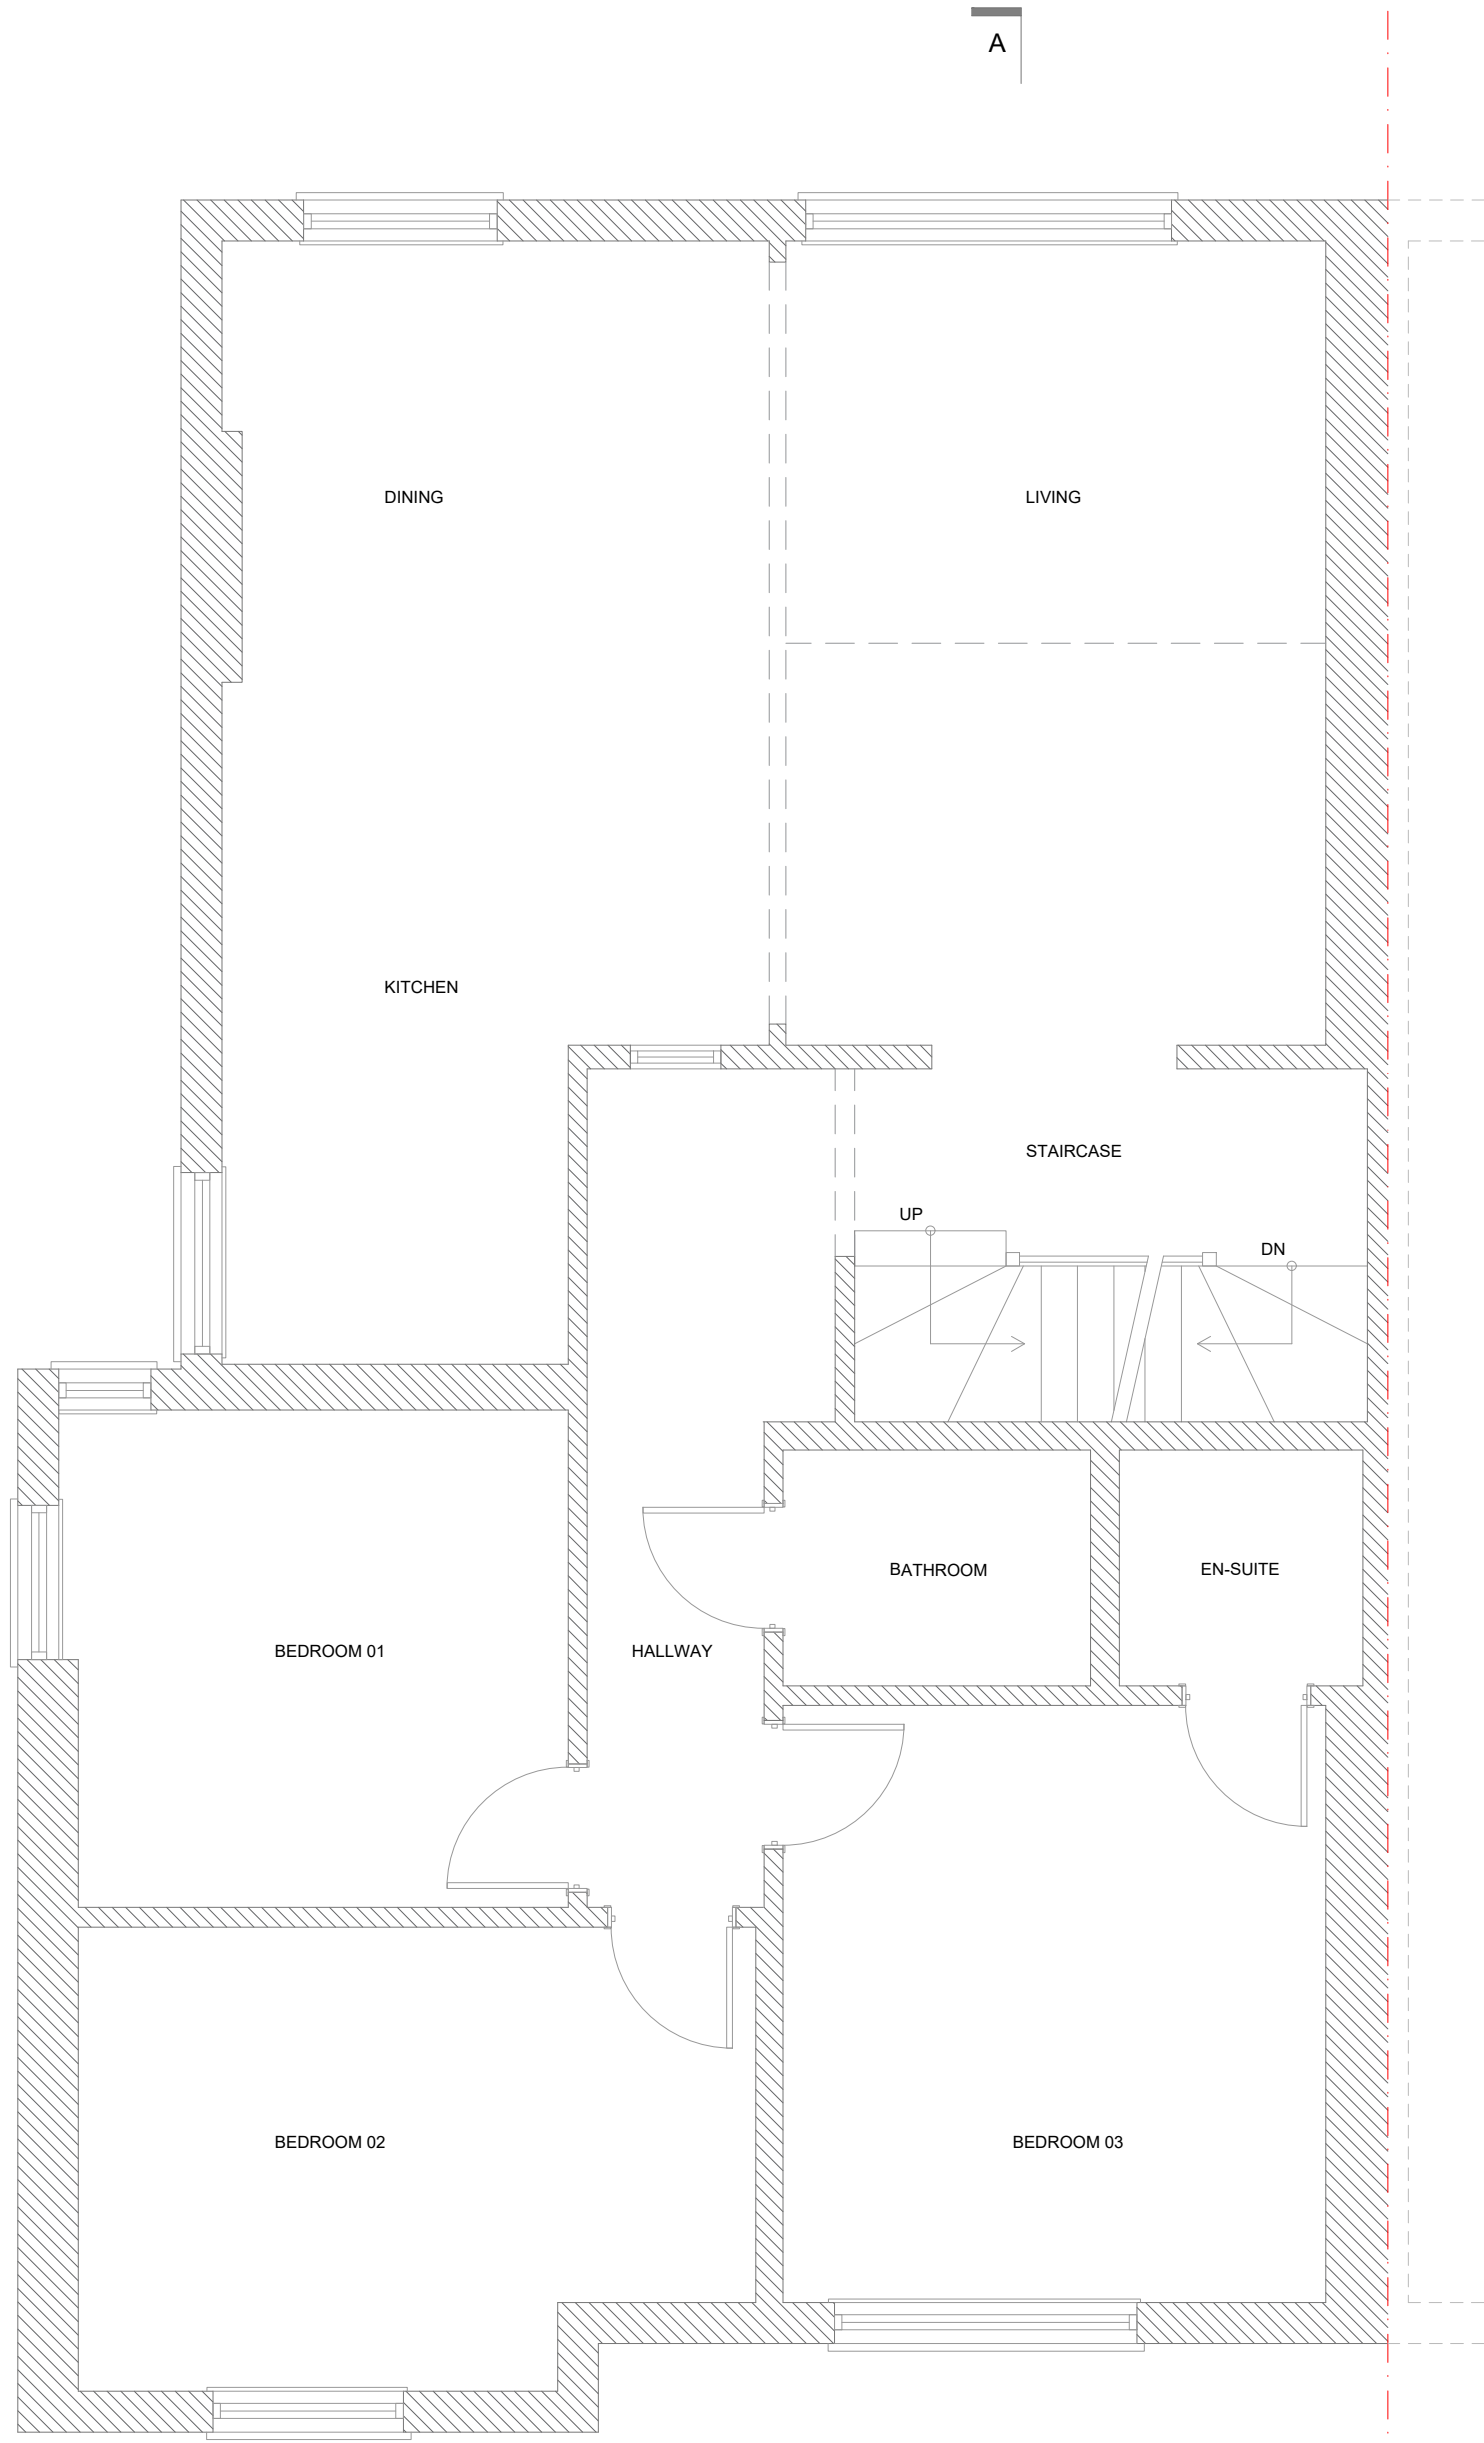 A
DINING
LIVING
KITCHEN
STAIRCASE
UP
DN
BATHROOM
EN-SUITE
BEDROOM 01
HALLWAY
BEDROOM 02
BEDROOM 03